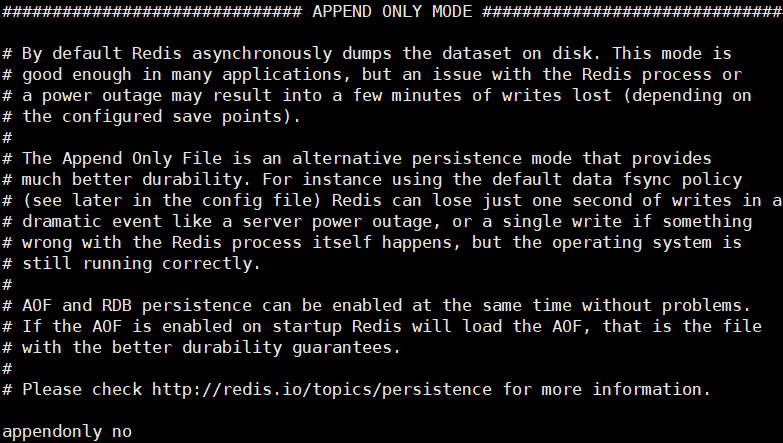 ############################## APPEND ONLY MODE ##############################
# By default Redis asynchronously dumps the dataset on disk. This mode is
# good enough in many applications, but an issue with the Redis process or
# a power outage may result into a few minutes of writes lost (depending on
# the configured save points).
#
# The Append Only File is an alternative persistence mode that provides
# much better durability. For instance using the default data fsync policy
# (see later in the config file) Redis can lose just one second of writes in a
# dramatic event like a server power outage, or a single write if something
# wrong with the Redis process itself happens, but the operating system is
# still running correctly.
#
# AOF and RDB persistence can be enabled at the same time without problems.
# If the AOF is enabled on startup Redis will load the AOF, that is the file
# with the better durability guarantees.
#
# Please check http://redis.io/topics/persistence for more information.
appendonly no